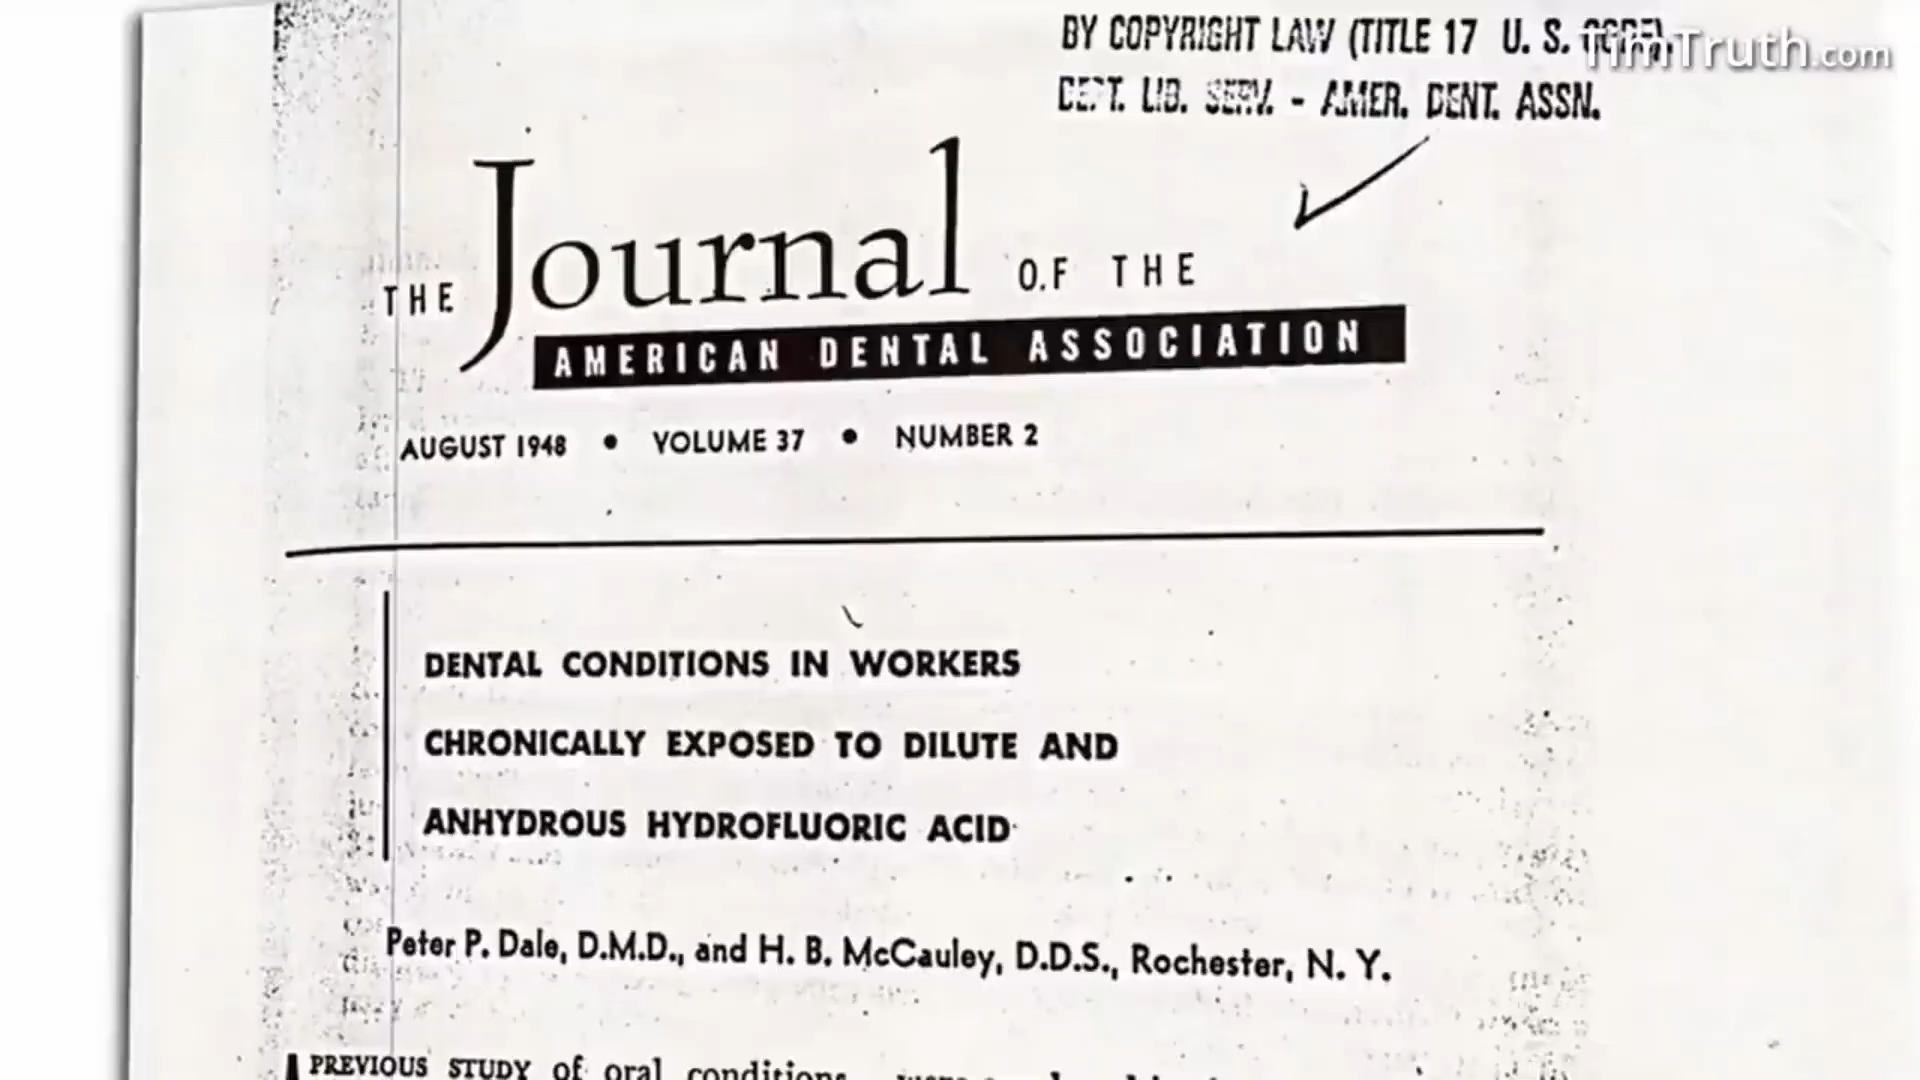 BY COPYRIGHT LAW (TITLE 17 U. S. CODE).
TimTruth.com
DEPT. LIB. SERV. - AMER. DENT. ASSN.
THE Journal OF THE
AMERICAN DENTAL ASSOCIATION
AUGUST 1948 • VOLUME 37 • NUMBER 2
DENTAL CONDITIONS IN WORKERS
CHRONICALLY EXPOSED TO DILUTE AND
ANHYDROUS HYDROFLUORIC ACID
Peter P. Dale, D.M.D., and H. B. McCauley, D.D.S., Rochester, N. Y.
PREVIOUS STUDY of oral conditions